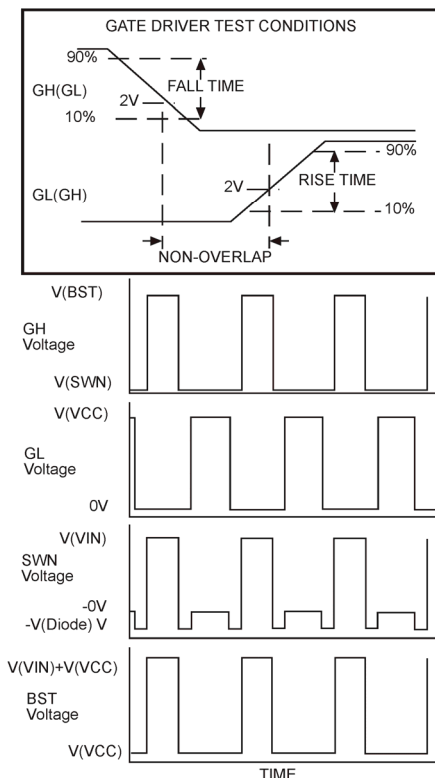 GATE DRIVER TEST CONDITIONS
90%
FALL TIME
GH(GL)
2V
10%
90%
GL(GH)
2V
RISE TIME
10%
NON-OVERLAP
V(BST)
GH
Voltage
V(SWN)
V(VCC)
GL
Voltage
0V
V(VIN)
SWN
Voltage
-0V
-V(Diode) V
V(VIN)+V(VCC)
BST
Voltage
V(VCC)
TIME